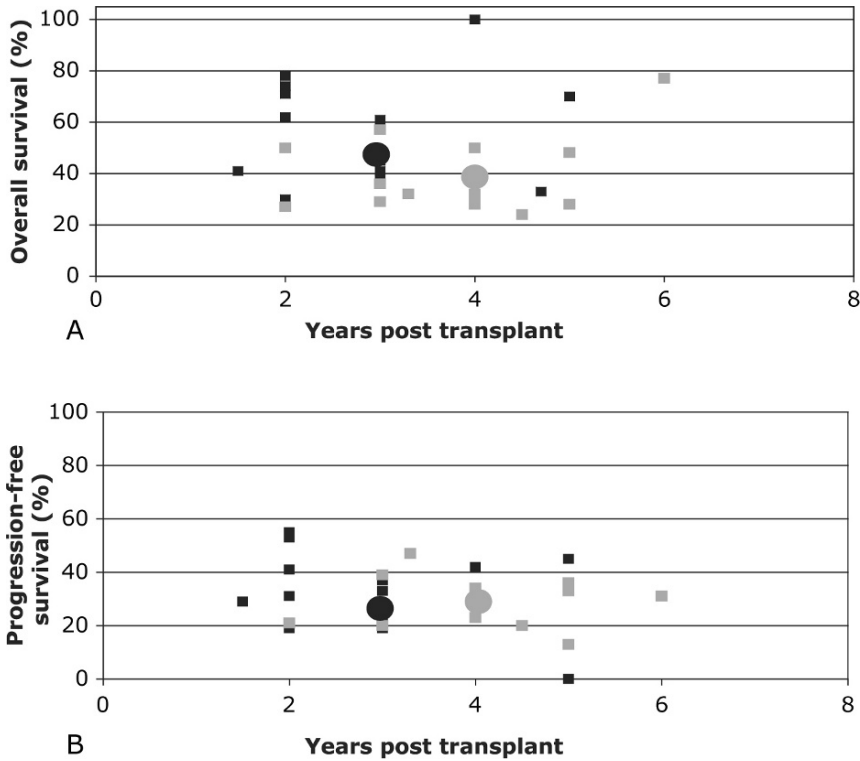 Overall survival (%)
100
80
60
40
20
0
0 2 4 6 8
A
Years post transplant
Progression-free
survival (%)
100
80
60
40
20
0
0 2 4 6 8
B
Years post transplant